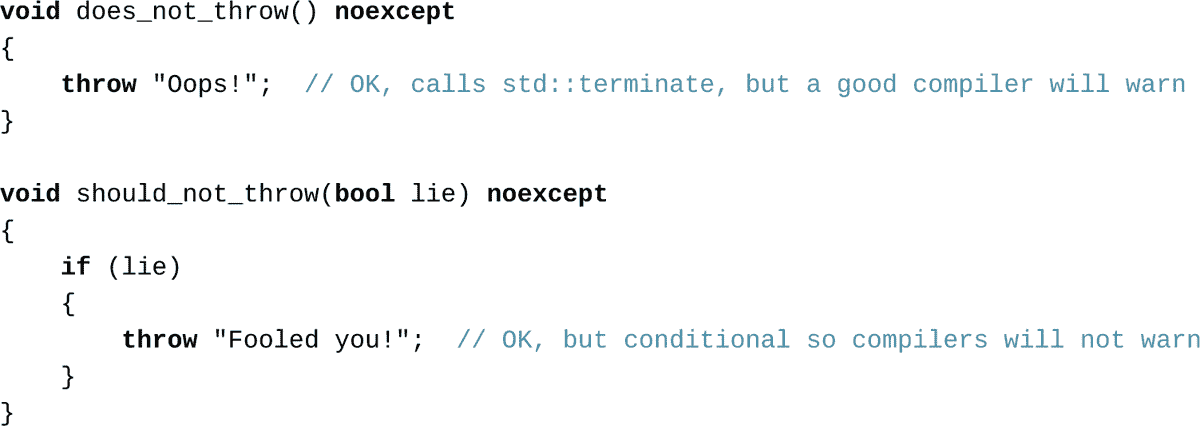 void does_not_throw() noexcept
{
    throw "Oops!";  // OK, calls std::terminate, but a good compiler will warn
}

void should_not_throw(bool lie) noexcept
{
    if (lie)
    {
        throw "Fooled you!";  // OK, but conditional so compilers will not warn
    }
}